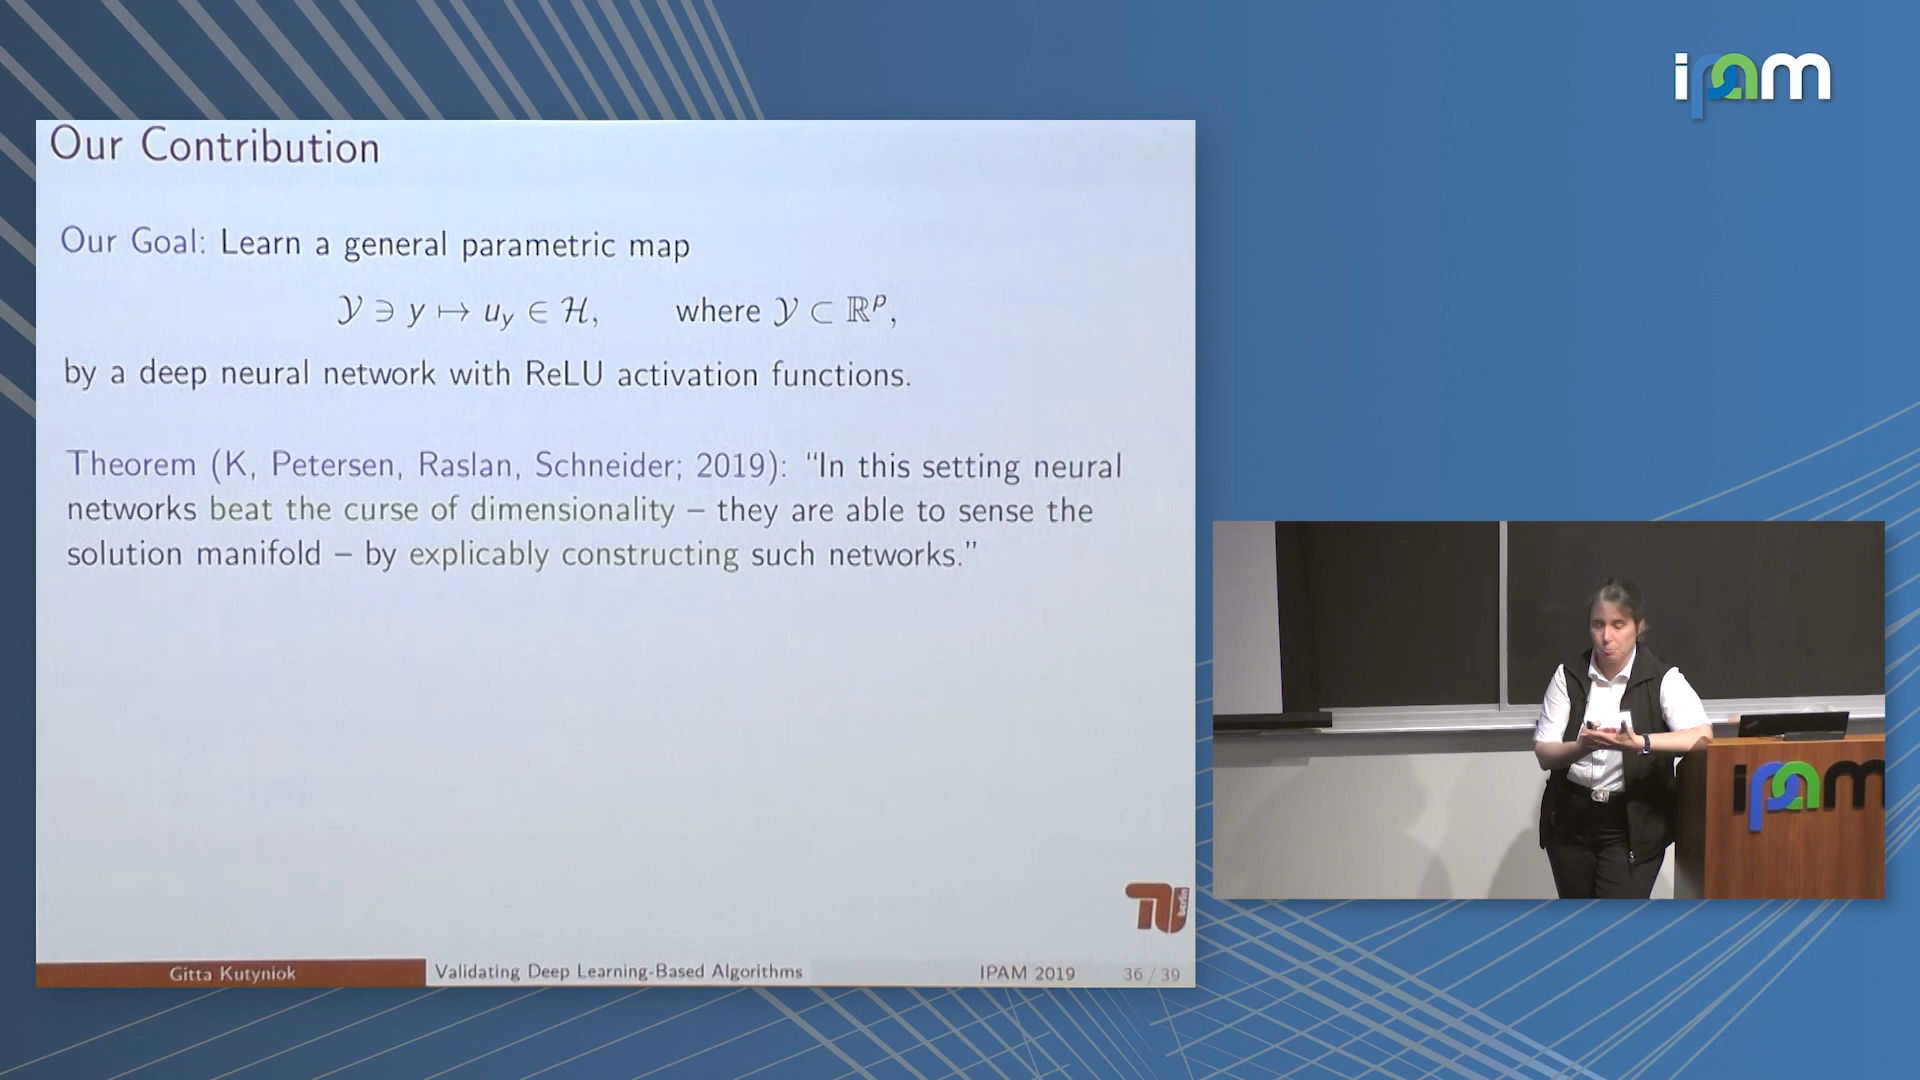 ipam
Our Contribution
Our Goal: Learn a general parametric map
𝒴 ∋ y ↦ u_y ∈ ℋ, where 𝒴 ⊂ ℝ^p,
by a deep neural network with ReLU activation functions.
Theorem (K, Petersen, Raslan, Schneider; 2019): “In this setting neural
networks beat the curse of dimensionality – they are able to sense the
solution manifold – by explicably constructing such networks.”
berlin
Gitta Kutyniok Validating Deep Learning-Based Algorithms IPAM 2019 36 / 39
ipam